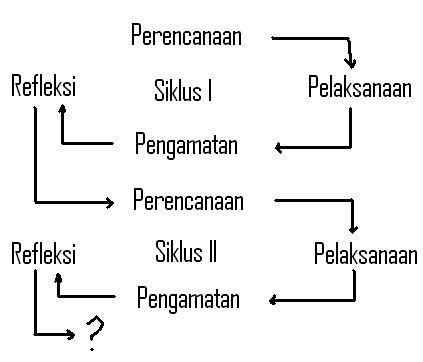 Perencanaan
Refleksi Siklus I Pelaksanaan
Pengamatan
Perencanaan
Refleksi Siklus II Pelaksanaan
Pengamatan
?